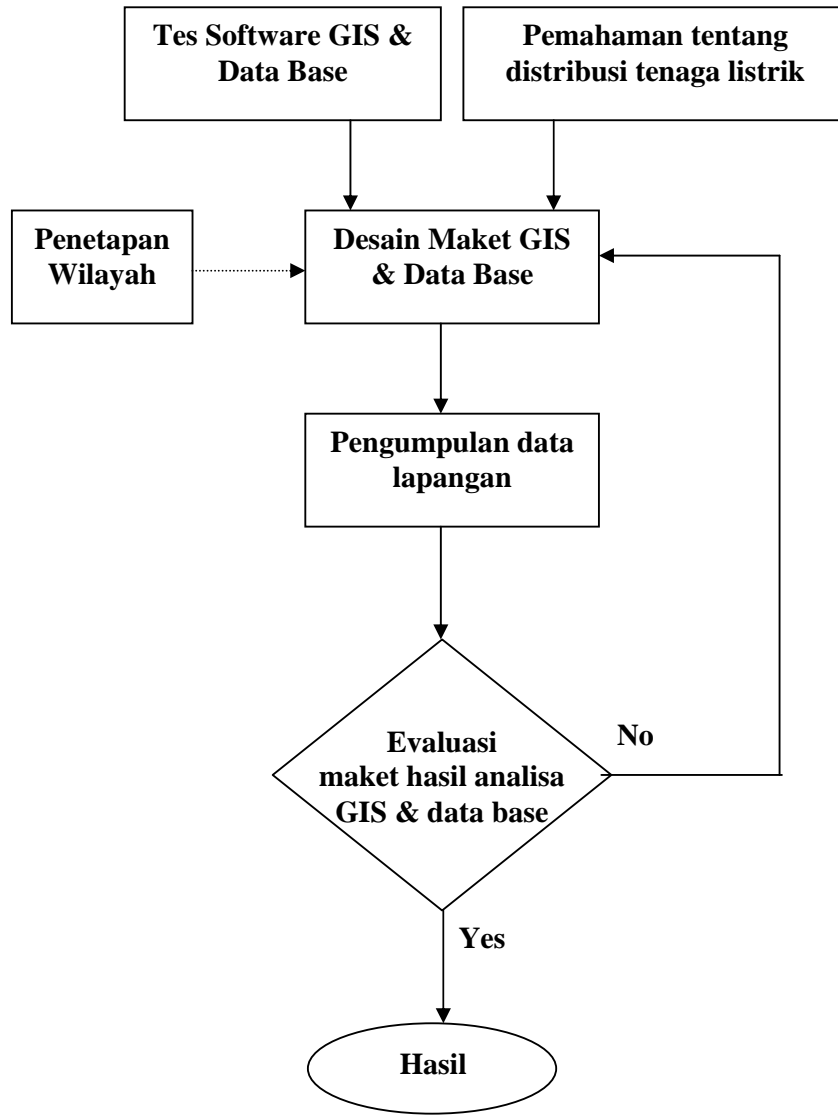 Tes Software GIS &
Data Base
Pemahaman tentang
distribusi tenaga listrik
Penetapan
Wilayah
Desain Maket GIS
& Data Base
Pengumpulan data
lapangan
Evaluasi
maket hasil analisa
GIS & data base
No
Yes
Hasil